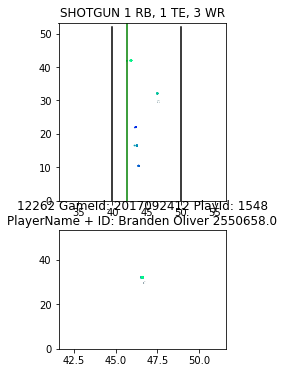 SHOTGUN 1 RB, 1 TE, 3 WR
50
40
30
20
10
0
35 40 45 50 55
12262 GameId: 2017092412 PlayId: 1548
PlayerName + ID: Branden Oliver 2550658.0
40
20
0
42.5 45.0 47.5 50.0